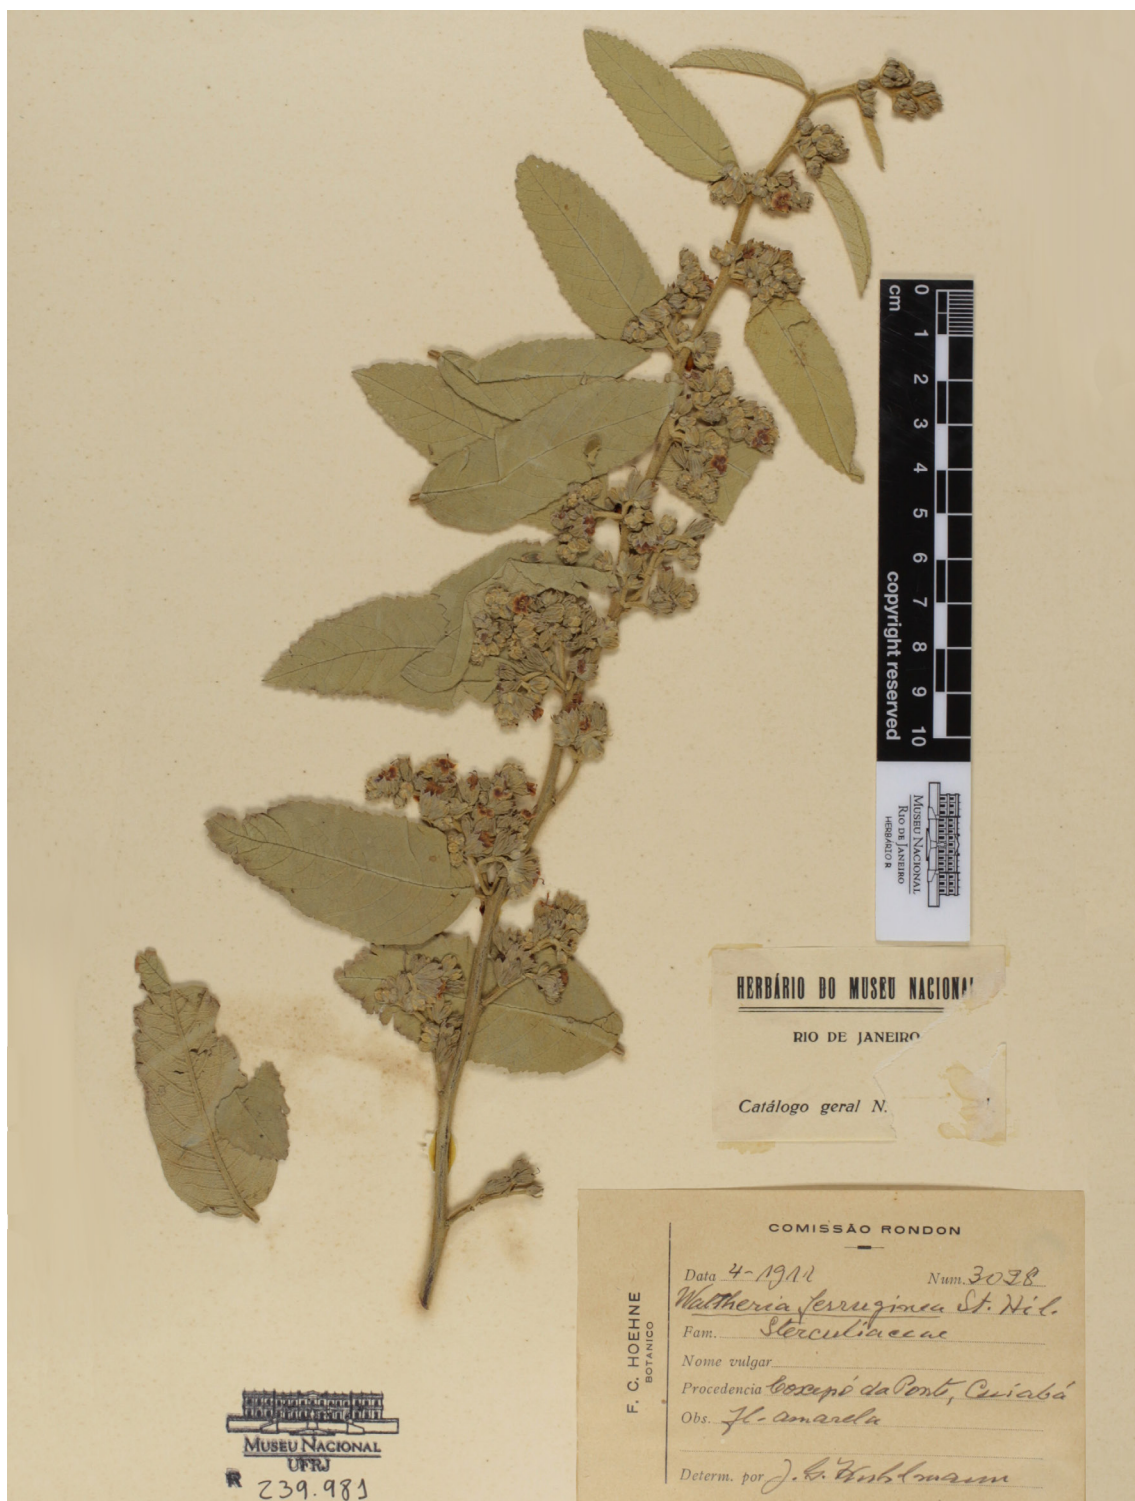 0 1 2 3 4 5 6 7 8 9 10
cm
copyright reserved
MUSEU NACIONAL
RIO DE JANEIRO
HERBÁRIO R
HERBÁRIO DO MUSEU NACIONAL
RIO DE JANEIRO
Catálogo geral N.
COMISSÃO RONDON
F. C. HOEHNE
BOTANICO
Data 4-1911 Num. 3038
Waltheria ferruginea St. Hil.
Fam. Sterculiaceae
Nome vulgar
Procedencia Coxipó da Ponte, Cuiabá
Obs. Fl- amarela
Determ. por J. G. Kuhlmann
MUSEU NACIONAL
UFRJ
R 239.981